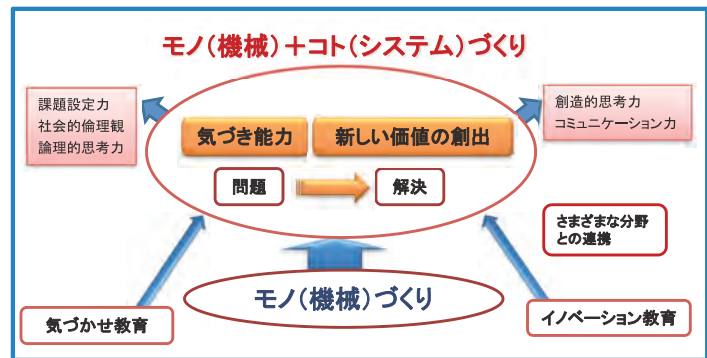 モノ(機械)+コト(システム)づくり
課題設定力
社会的倫理観
論理的思考力
創造的思考力
コミュニケーション力
気づき能力
新しい価値の創出
問題
解決
さまざまな分野
との連携
モノ(機械)づくり
気づかせ教育
イノベーション教育